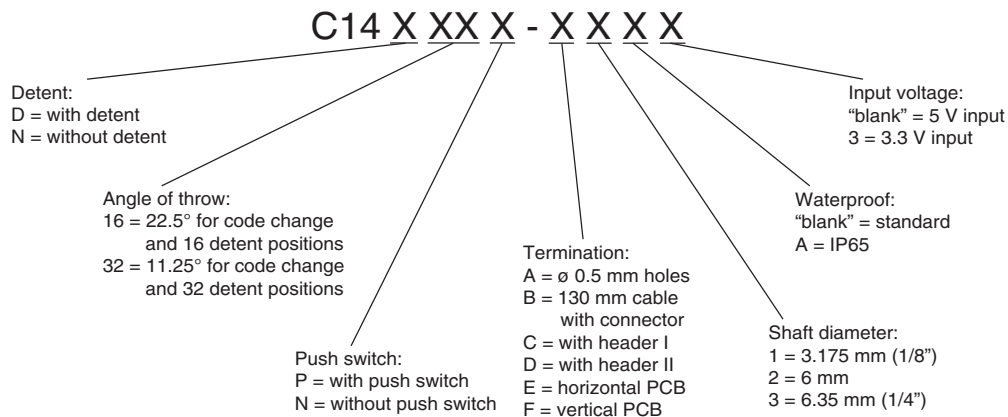 C14 X XX X - X X X X
Detent:
D = with detent
N = without detent
Angle of throw:
16 = 22.5° for code change
and 16 detent positions
32 = 11.25° for code change
and 32 detent positions
Push switch:
P = with push switch
N = without push switch
Termination:
A = ø 0.5 mm holes
B = 130 mm cable
with connector
C = with header I
D = with header II
E = horizontal PCB
F = vertical PCB
Shaft diameter:
1 = 3.175 mm (1/8”)
2 = 6 mm
3 = 6.35 mm (1/4”)
Waterproof:
“blank” = standard
A = IP65
Input voltage:
“blank” = 5 V input
3 = 3.3 V input